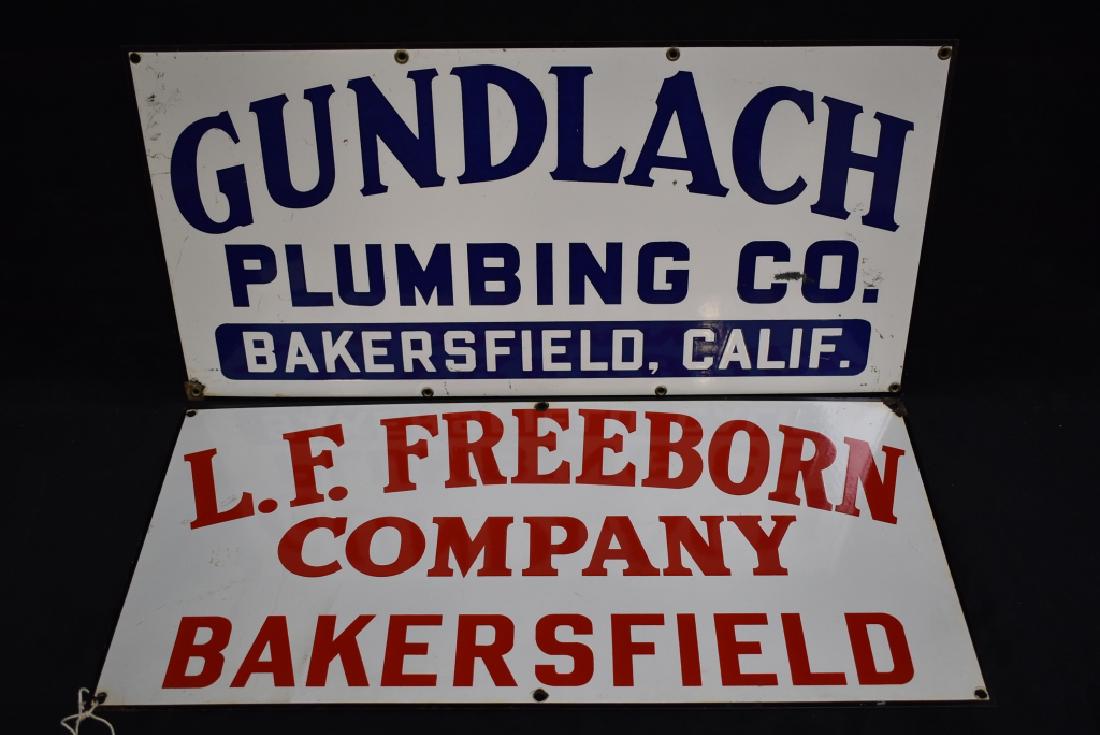 GUNDLACH
PLUMBING CO.
BAKERSFIELD, CALIF.
L.F. FREEBORN
COMPANY
BAKERSFIELD